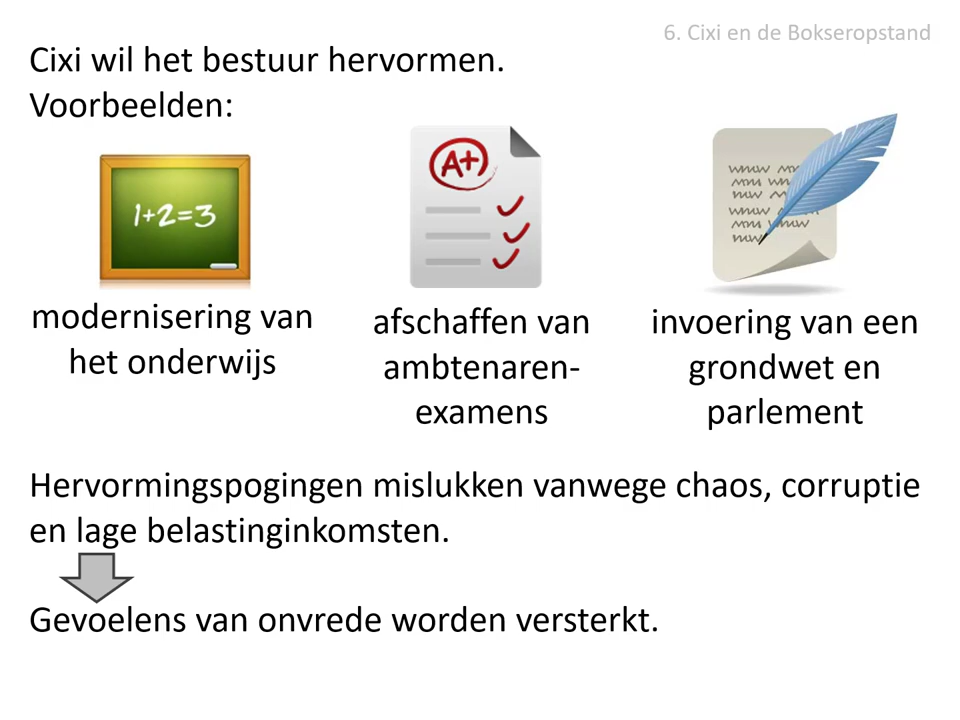 6. Cixi en de Bokseropstand
Cixi wil het bestuur hervormen.
Voorbeelden:
1+2=3
A+
modernisering van
het onderwijs
afschaffen van
ambtenaren-
examens
invoering van een
grondwet en
parlement
Hervormingspogingen mislukken vanwege chaos, corruptie
en lage belastinginkomsten.
Gevoelens van onvrede worden versterkt.